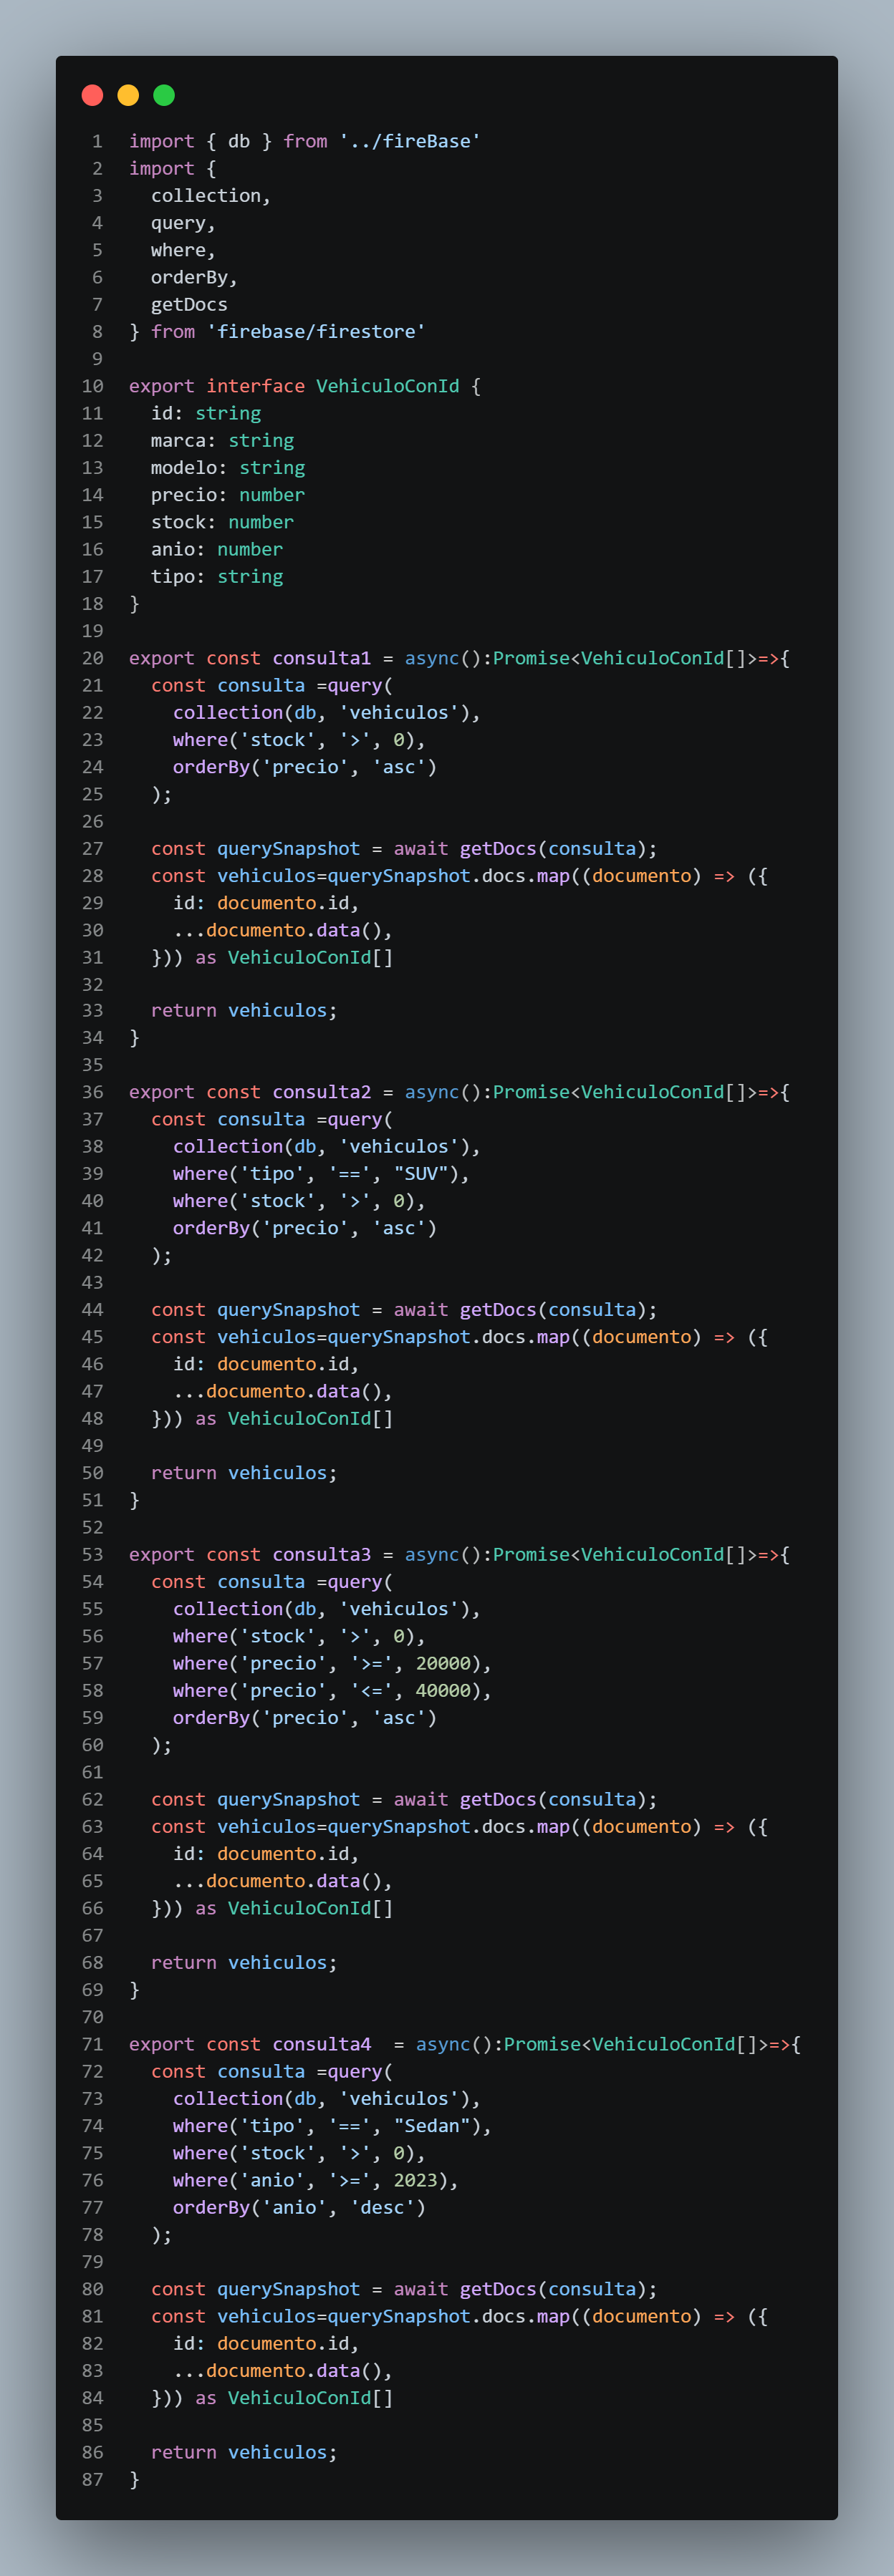 1 import { db } from '../fireBase'
2 import {
3   collection,
4   query,
5   where,
6   orderBy,
7   getDocs
8 } from 'firebase/firestore'
9
10 export interface VehiculoConId {
11   id: string
12   marca: string
13   modelo: string
14   precio: number
15   stock: number
16   anio: number
17   tipo: string
18 }
19
20 export const consulta1 = async():Promise<VehiculoConId[]>=>{
21   const consulta =query(
22     collection(db, 'vehiculos'),
23     where('stock', '>', 0),
24     orderBy('precio', 'asc')
25   );
26
27   const querySnapshot = await getDocs(consulta);
28   const vehiculos=querySnapshot.docs.map((documento) => ({
29     id: documento.id,
30     ...documento.data(),
31   })) as VehiculoConId[]
32
33   return vehiculos;
34 }
35
36 export const consulta2 = async():Promise<VehiculoConId[]>=>{
37   const consulta =query(
38     collection(db, 'vehiculos'),
39     where('tipo', '==', "SUV"),
40     where('stock', '>', 0),
41     orderBy('precio', 'asc')
42   );
43
44   const querySnapshot = await getDocs(consulta);
45   const vehiculos=querySnapshot.docs.map((documento) => ({
46     id: documento.id,
47     ...documento.data(),
48   })) as VehiculoConId[]
49
50   return vehiculos;
51 }
52
53 export const consulta3 = async():Promise<VehiculoConId[]>=>{
54   const consulta =query(
55     collection(db, 'vehiculos'),
56     where('stock', '>', 0),
57     where('precio', '>=', 20000),
58     where('precio', '<=', 40000),
59     orderBy('precio', 'asc')
60   );
61
62   const querySnapshot = await getDocs(consulta);
63   const vehiculos=querySnapshot.docs.map((documento) => ({
64     id: documento.id,
65     ...documento.data(),
66   })) as VehiculoConId[]
67
68   return vehiculos;
69 }
70
71 export const consulta4  = async():Promise<VehiculoConId[]>=>{
72   const consulta =query(
73     collection(db, 'vehiculos'),
74     where('tipo', '==', "Sedan"),
75     where('stock', '>', 0),
76     where('anio', '>=', 2023),
77     orderBy('anio', 'desc')
78   );
79
80   const querySnapshot = await getDocs(consulta);
81   const vehiculos=querySnapshot.docs.map((documento) => ({
82     id: documento.id,
83     ...documento.data(),
84   })) as VehiculoConId[]
85
86   return vehiculos;
87 }